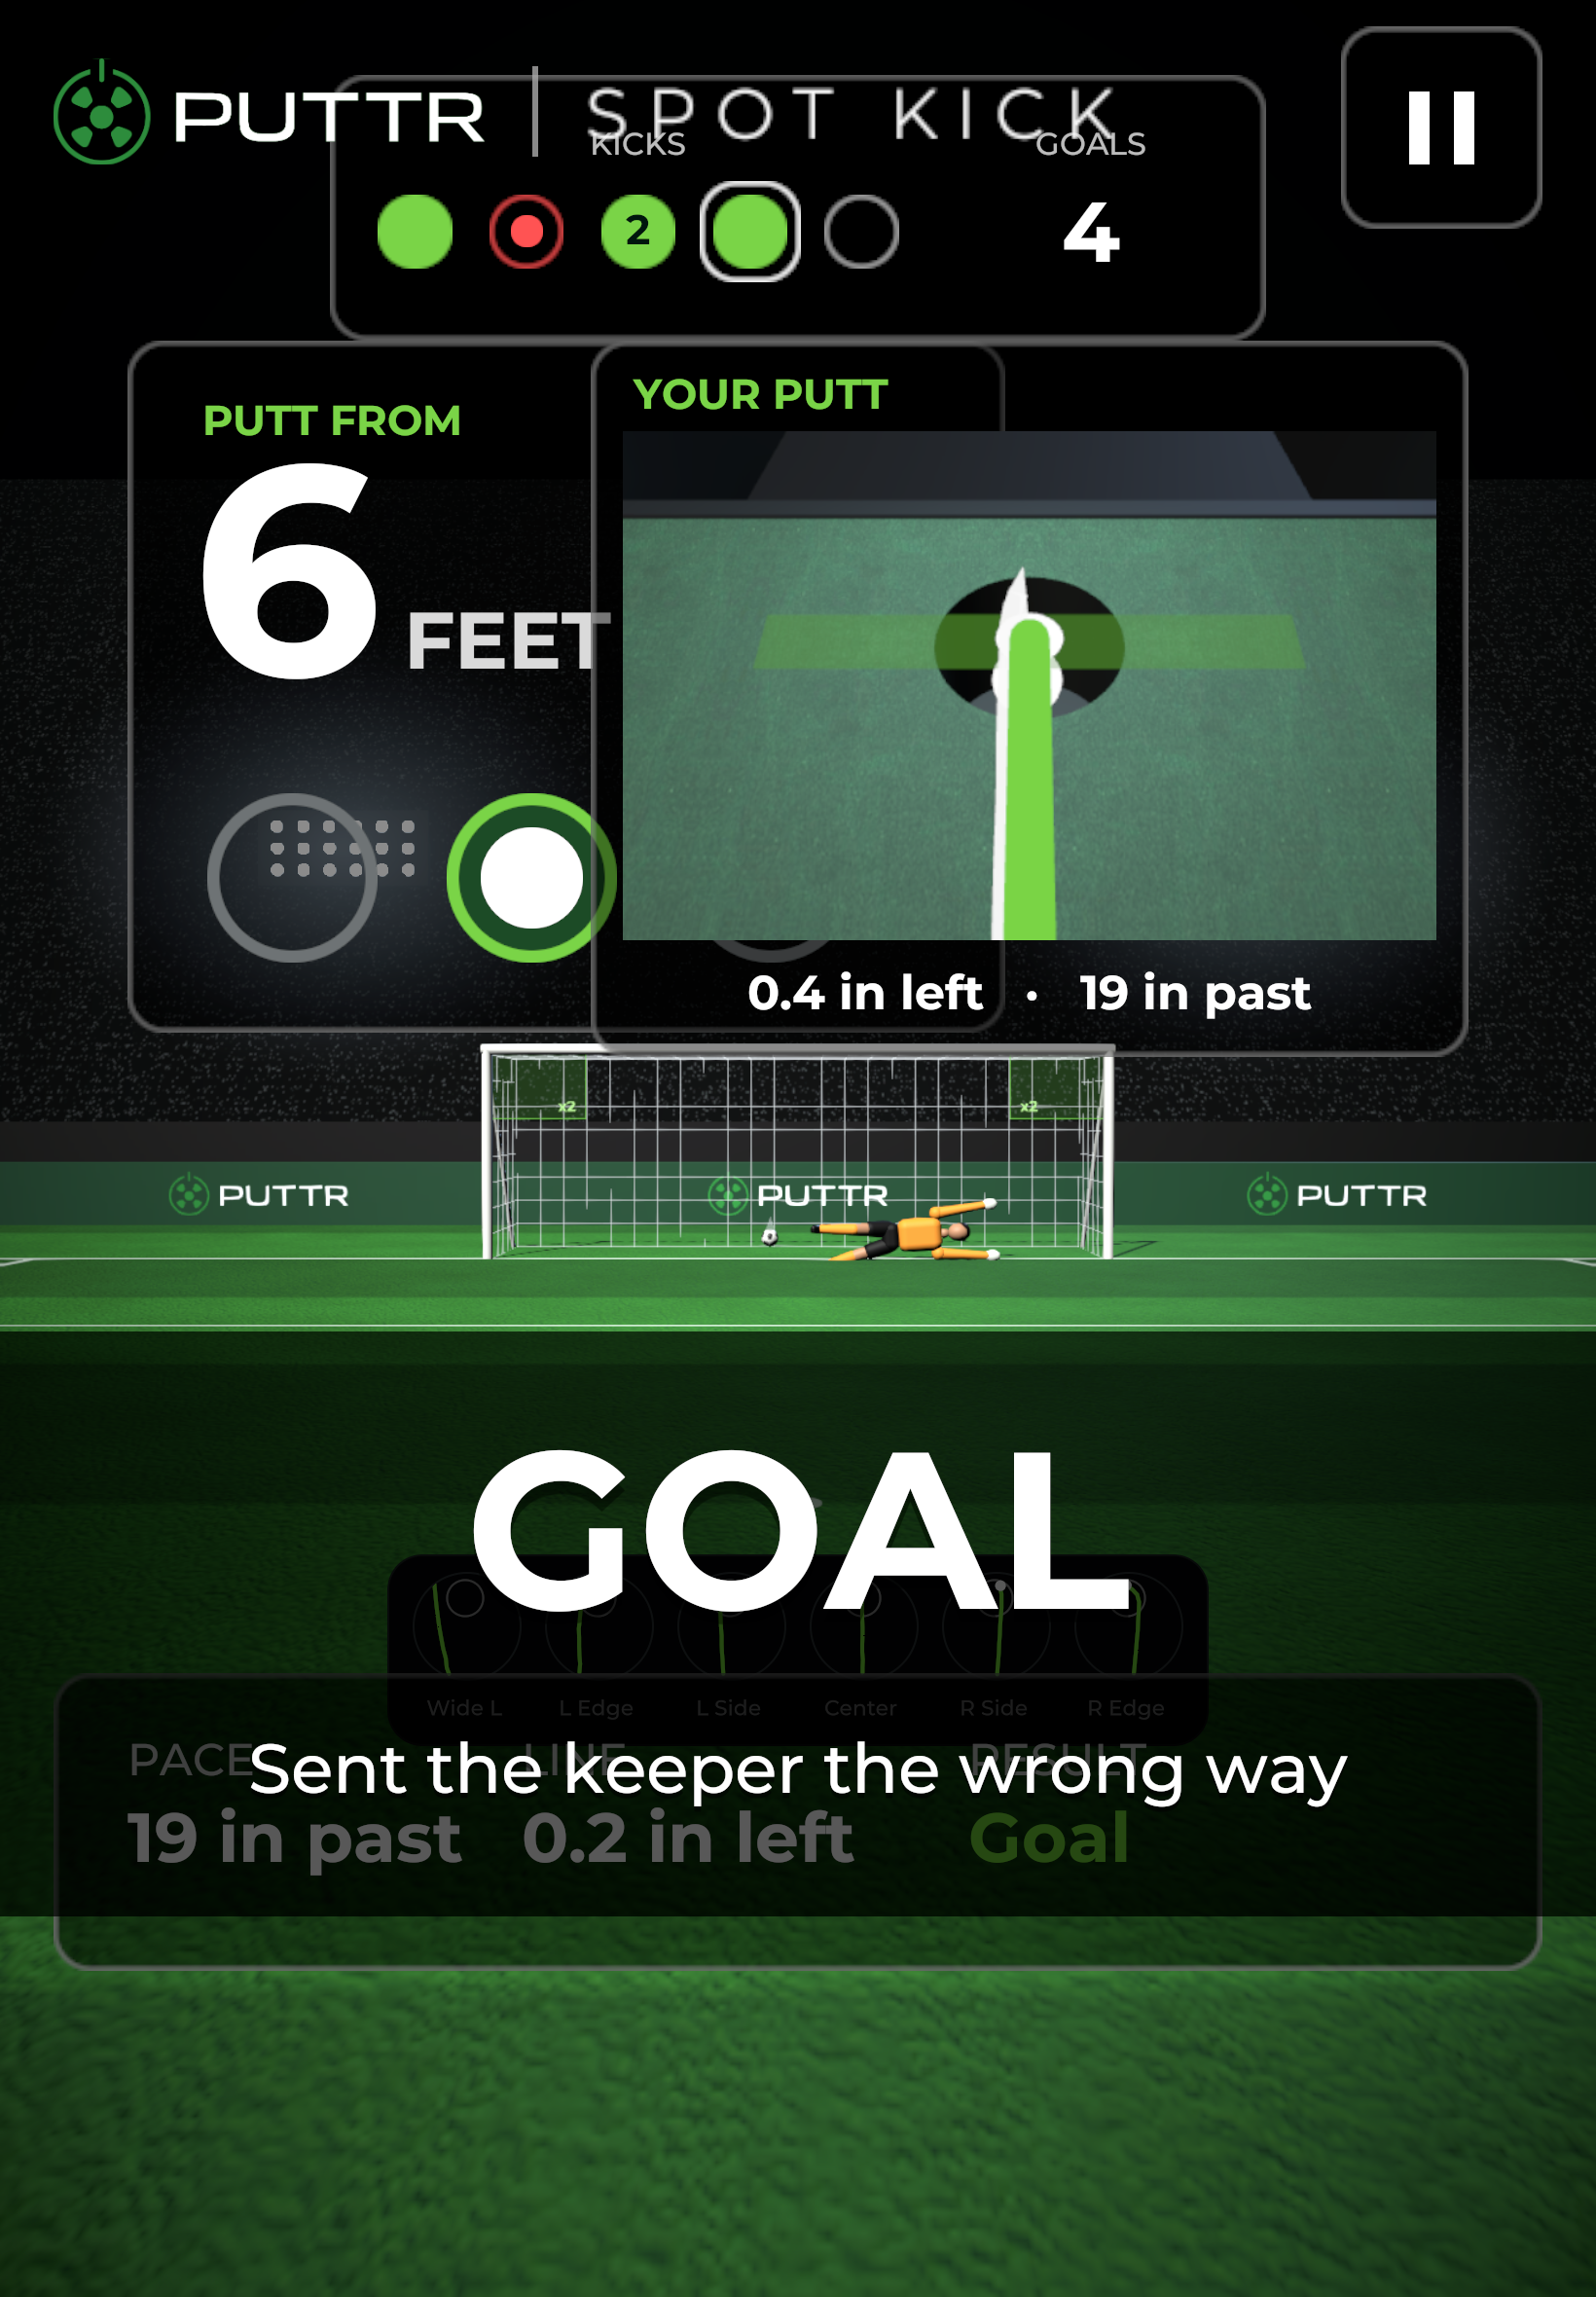 PUTTR | SPOT KICK
KICKS GOALS
2 4
PUTT FROM
6 FEET
YOUR PUTT
0.4 in left · 19 in past
x2 x2
PUTTR PUTTR PUTTR
GOAL
Wide L L Edge L Side Center R Side R Edge
Sent the keeper the wrong way
PACE LINE RESULT
19 in past 0.2 in left Goal